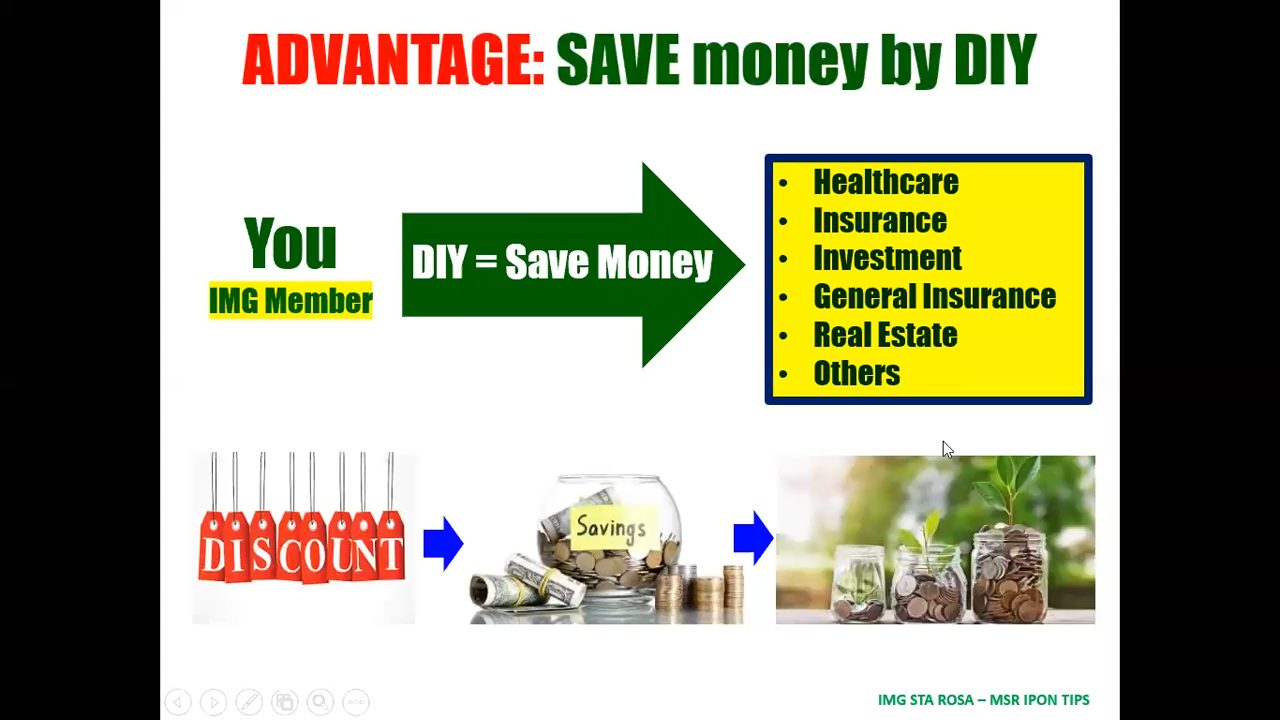 ADVANTAGE: SAVE money by DIY
You
IMG Member
DIY = Save Money
• Healthcare
• Insurance
• Investment
• General Insurance
• Real Estate
• Others
DISCOUNT
Savings
IMG STA ROSA – MSR IPON TIPS